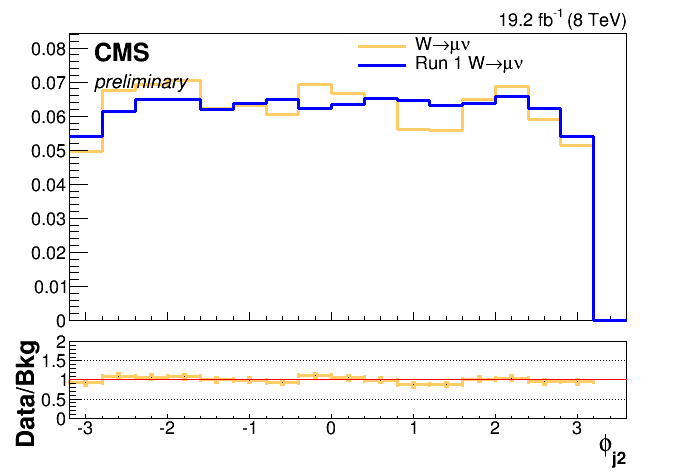 19.2 fb⁻¹ (8 TeV)
CMS
preliminary
W→μν
Run 1 W→μν
0.08
0.07
0.06
0.05
0.04
0.03
0.02
0.01
0
Data/Bkg
2
1.5
1
0.5
0
-3 -2 -1 0 1 2 3
ϕj2